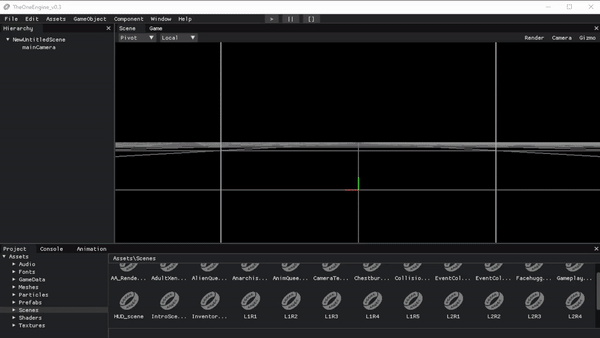 TheOneEngine_v0.3
File Edit Assets GameObject Component Window Help
Hierarchy
NewUntitledScene
mainCamera
Scene Game
Pivot Local Render Camera Gizmo
Project Console Animation
Assets
Audio
Fonts
GameData
Meshes
Particles
Prefabs
Scenes
Shaders
Textures
Assets\Scenes
AA_Rende... AdultXen... AlienQue... Anarchis... AnimQuee... CameraTe... Chestbur... Collisio... EventCol... EventCol... Facehugg... Gameplay...
HUD_scene IntroSce... Inventor... L1R1 L1R2 L1R3 L1R4 L1R5 L2R1 L2R2 L2R3 L2R4